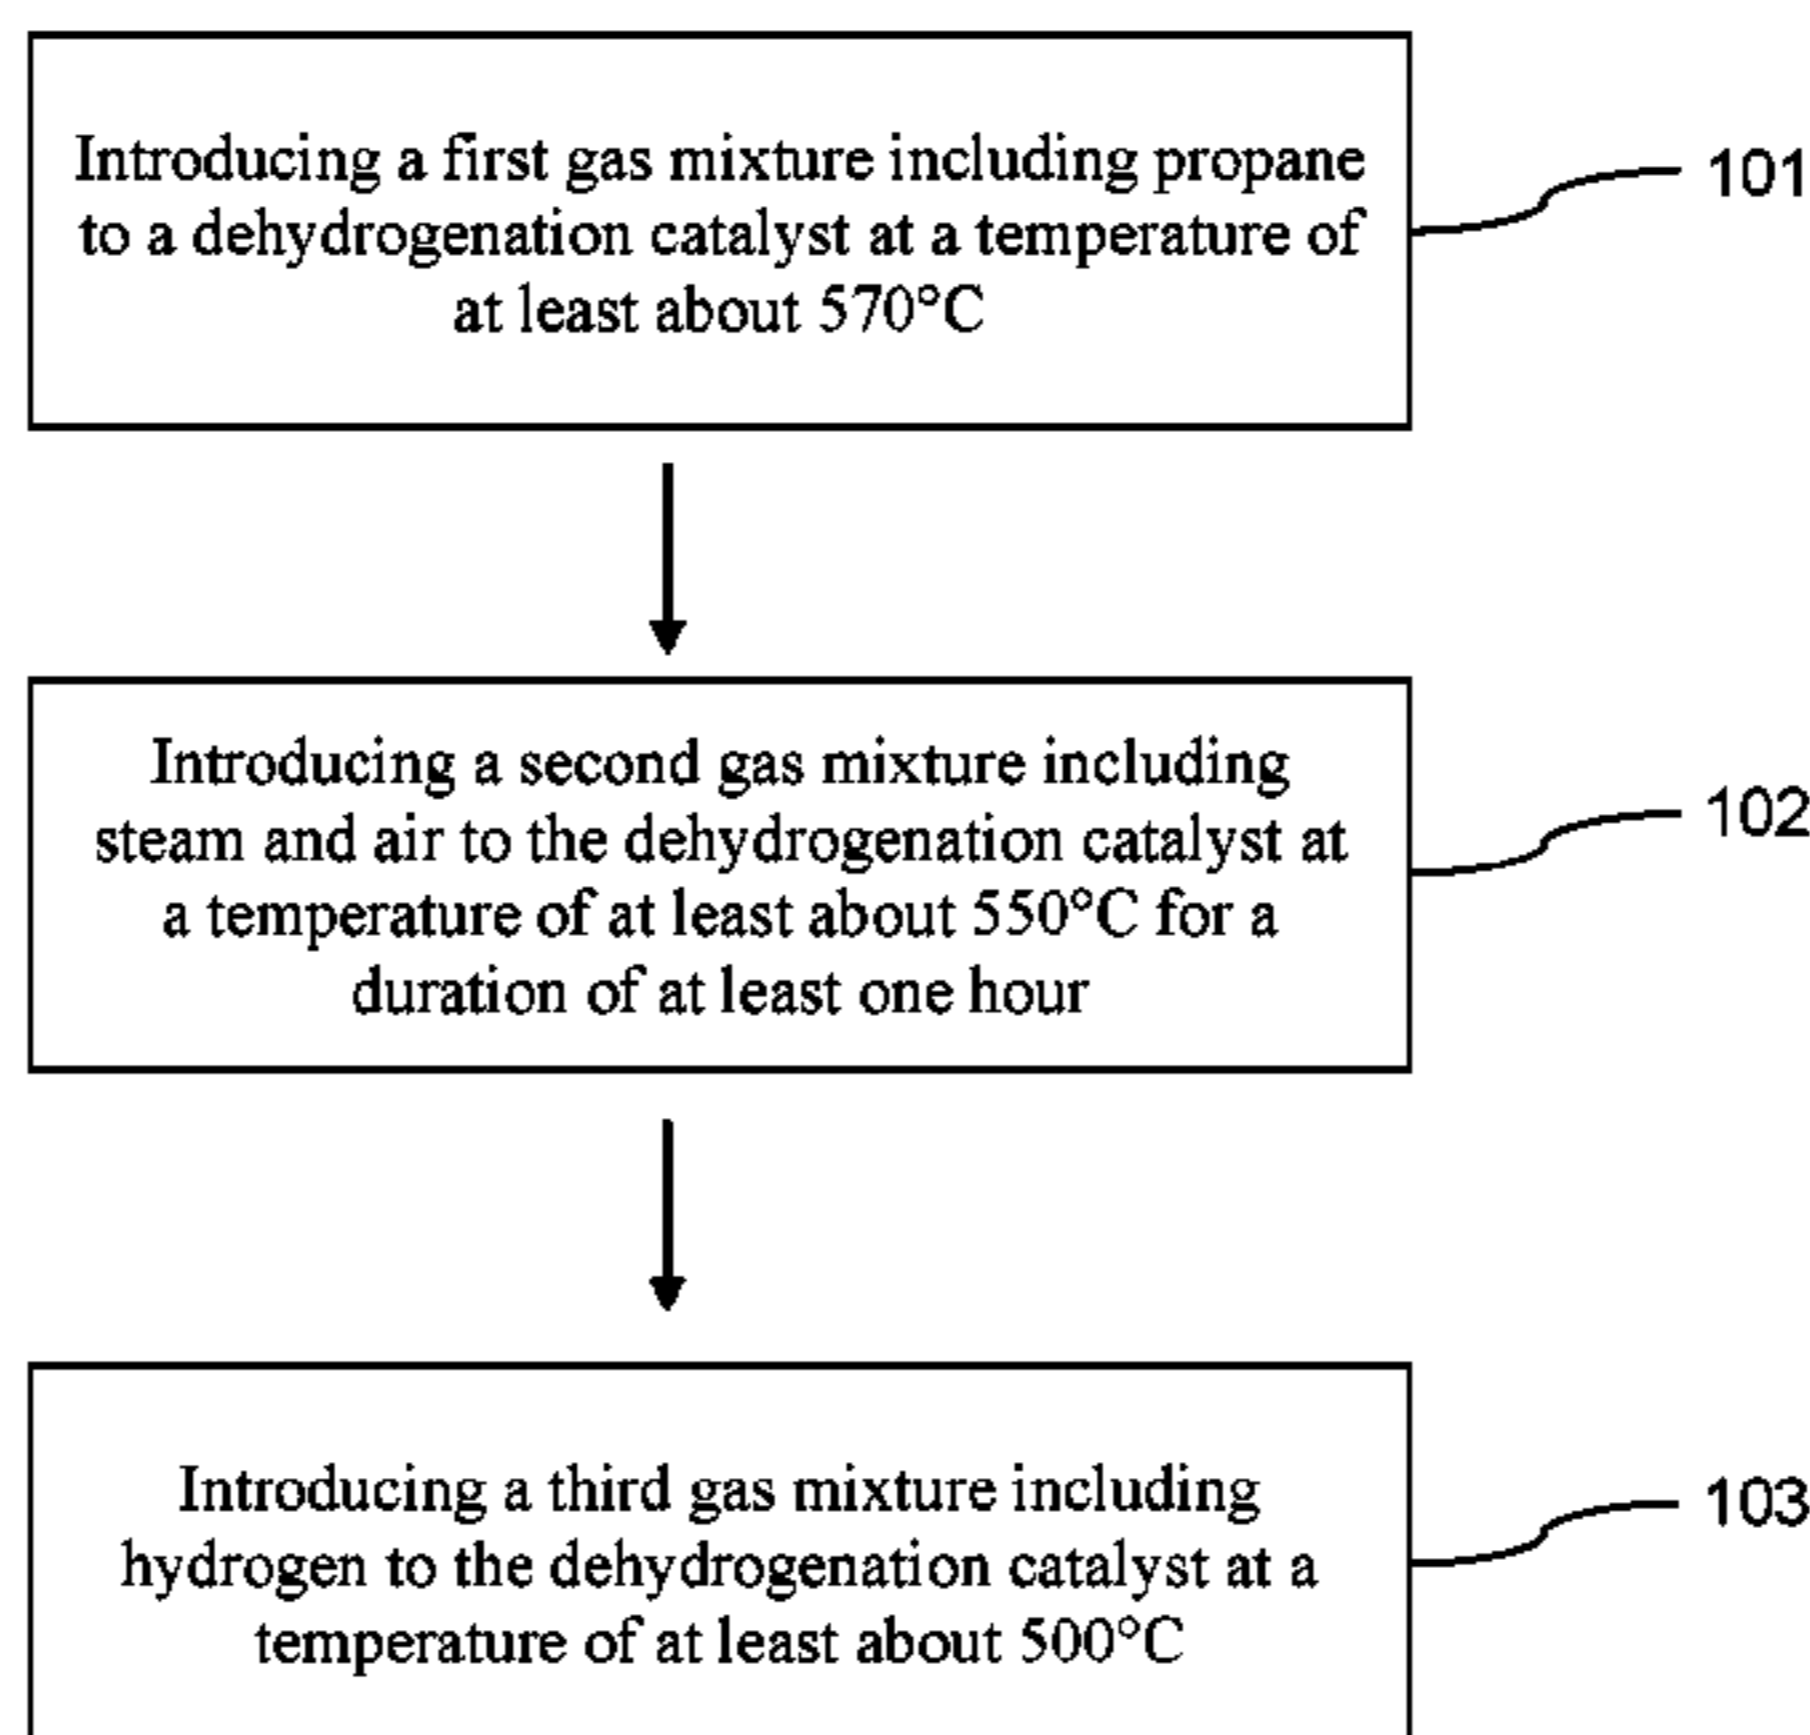 Introducing a first gas mixture including propane
to a dehydrogenation catalyst at a temperature of
at least about 570°C
101
Introducing a second gas mixture including
steam and air to the dehydrogenation catalyst at
a temperature of at least about 550°C for a
duration of at least one hour
102
Introducing a third gas mixture including
hydrogen to the dehydrogenation catalyst at a
temperature of at least about 500°C
103